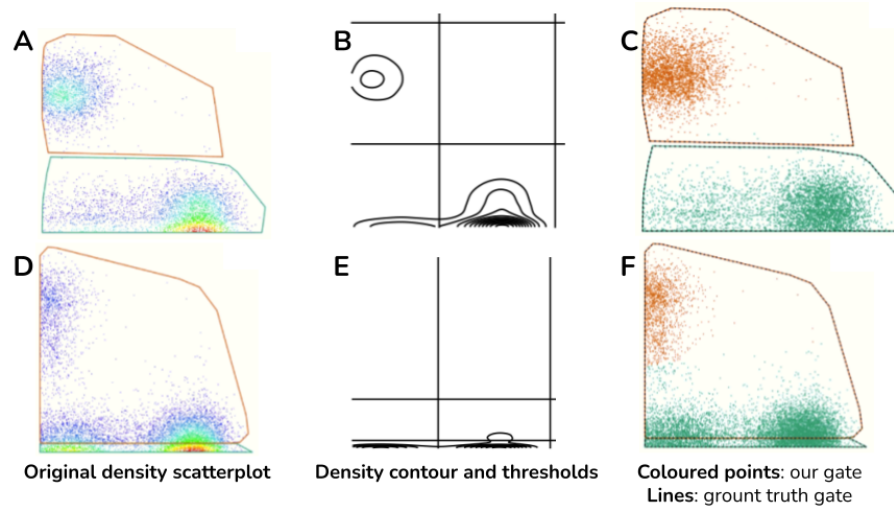 A
B
C
D
E
F
Original density scatterplot
Density contour and thresholds
Coloured points: our gate
Lines: grount truth gate